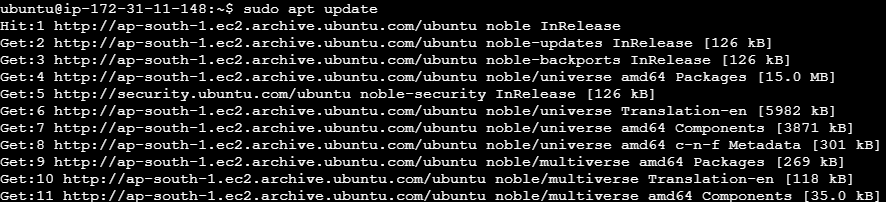 ubuntu@ip-172-31-11-148:~$ sudo apt update
Hit:1 http://ap-south-1.ec2.archive.ubuntu.com/ubuntu noble InRelease
Get:2 http://ap-south-1.ec2.archive.ubuntu.com/ubuntu noble-updates InRelease [126 kB]
Get:3 http://ap-south-1.ec2.archive.ubuntu.com/ubuntu noble-backports InRelease [126 kB]
Get:4 http://ap-south-1.ec2.archive.ubuntu.com/ubuntu noble/universe amd64 Packages [15.0 MB]
Get:5 http://security.ubuntu.com/ubuntu noble-security InRelease [126 kB]
Get:6 http://ap-south-1.ec2.archive.ubuntu.com/ubuntu noble/universe Translation-en [5982 kB]
Get:7 http://ap-south-1.ec2.archive.ubuntu.com/ubuntu noble/universe amd64 Components [3871 kB]
Get:8 http://ap-south-1.ec2.archive.ubuntu.com/ubuntu noble/universe amd64 c-n-f Metadata [301 kB]
Get:9 http://ap-south-1.ec2.archive.ubuntu.com/ubuntu noble/multiverse amd64 Packages [269 kB]
Get:10 http://ap-south-1.ec2.archive.ubuntu.com/ubuntu noble/multiverse Translation-en [118 kB]
Get:11 http://ap-south-1.ec2.archive.ubuntu.com/ubuntu noble/multiverse amd64 Components [35.0 kB]